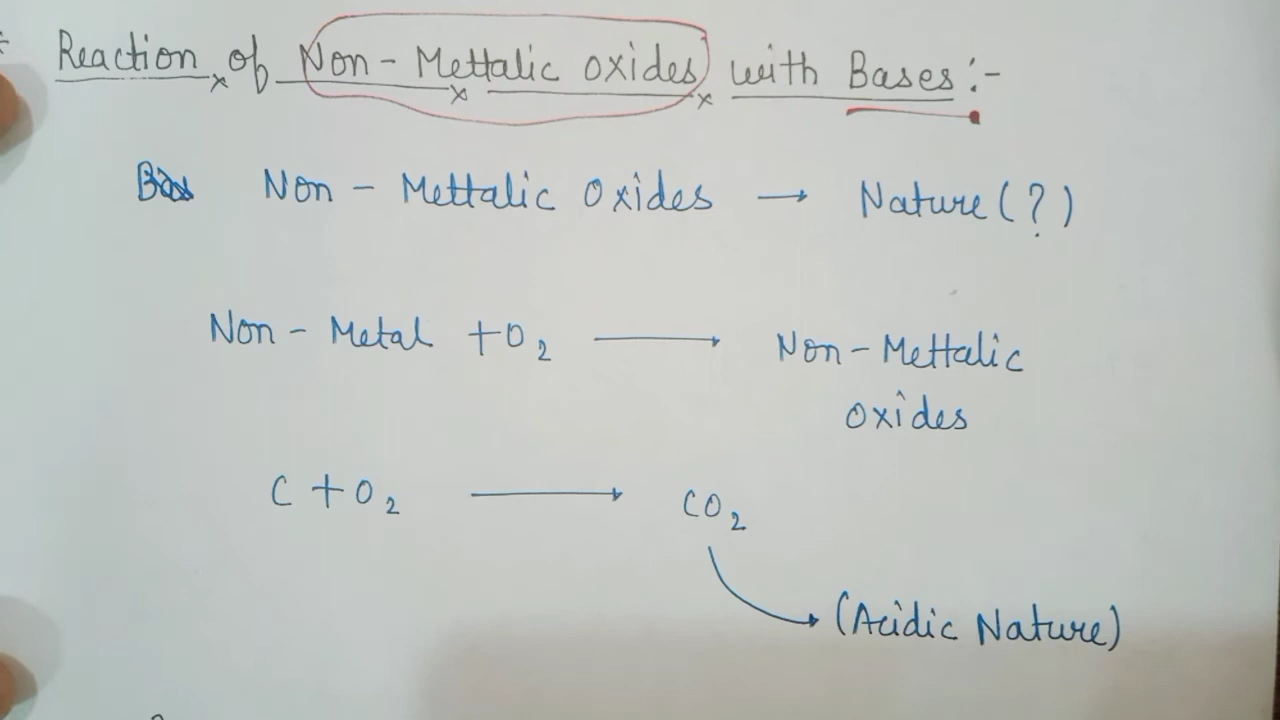 Reaction of Non-Mettalic oxides with Bases :-
Non - Mettalic Oxides → Nature (?)
Non - Metal + O₂ → Non - Mettalic
oxides
C + O₂ → CO₂
(Acidic Nature)